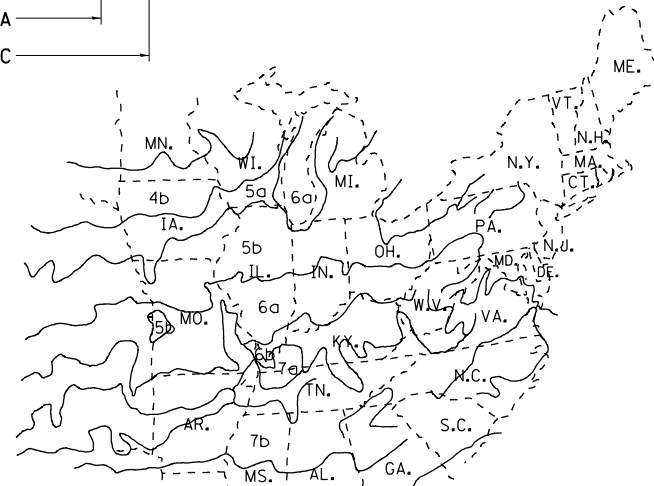 A
C
ME.
VT.
MN.
N.H.
WI.
N.Y.
MA.
MI.
CT.
4b
5a
6a
IA.
PA.
5b
OH.
N.J.
IL.
IN.
MD.
DE.
6a
W.V.
MO.
5b
VA.
KY.
6b
7a
N.C.
TN.
AR.
S.C.
7b
MS.
AL.
GA.